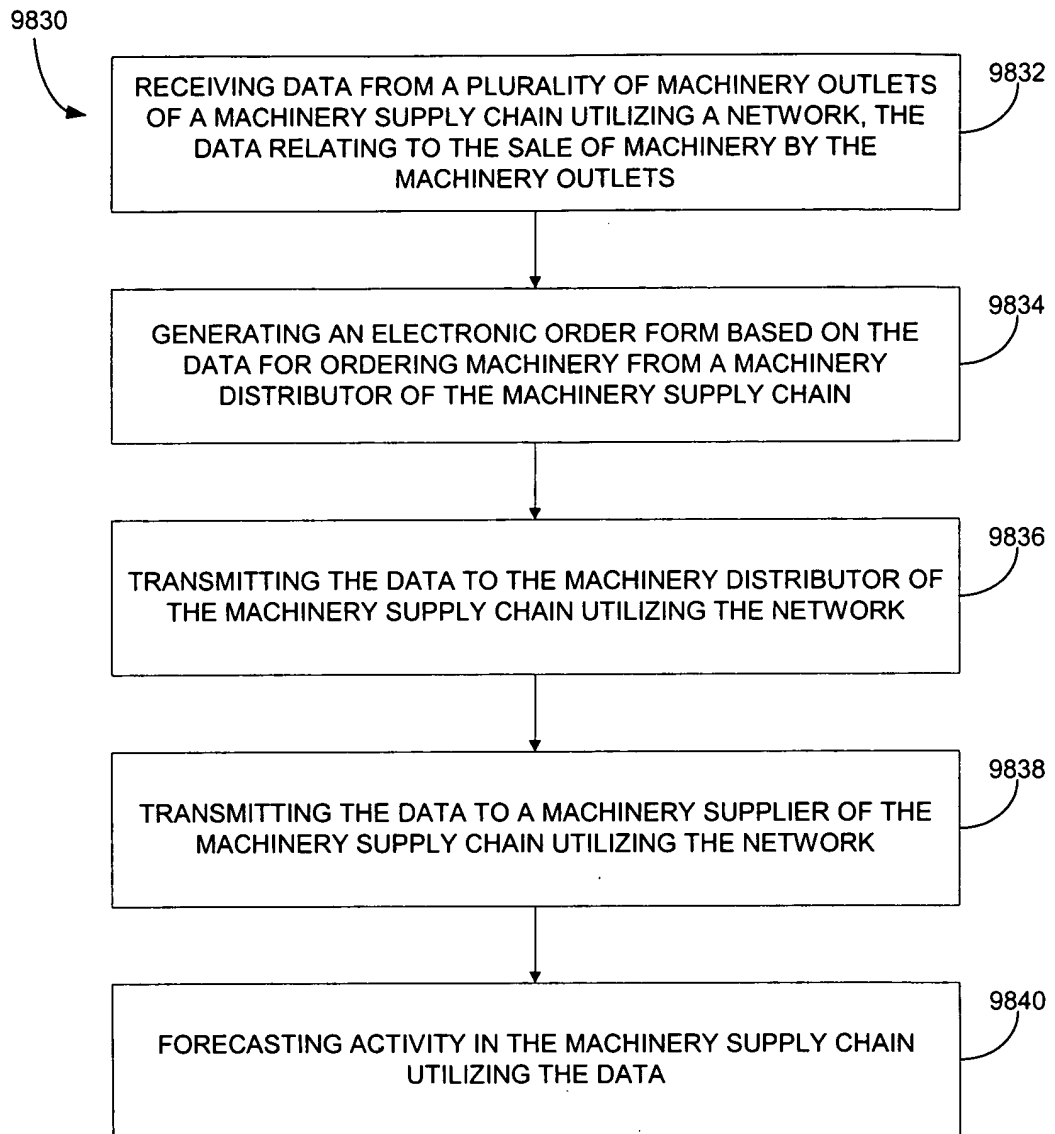 9830
9832
RECEIVING DATA FROM A PLURALITY OF MACHINERY OUTLETS
OF A MACHINERY SUPPLY CHAIN UTILIZING A NETWORK, THE
DATA RELATING TO THE SALE OF MACHINERY BY THE
MACHINERY OUTLETS
9834
GENERATING AN ELECTRONIC ORDER FORM BASED ON THE
DATA FOR ORDERING MACHINERY FROM A MACHINERY
DISTRIBUTOR OF THE MACHINERY SUPPLY CHAIN
9836
TRANSMITTING THE DATA TO THE MACHINERY DISTRIBUTOR OF
THE MACHINERY SUPPLY CHAIN UTILIZING THE NETWORK
9838
TRANSMITTING THE DATA TO A MACHINERY SUPPLIER OF THE
MACHINERY SUPPLY CHAIN UTILIZING THE NETWORK
9840
FORECASTING ACTIVITY IN THE MACHINERY SUPPLY CHAIN
UTILIZING THE DATA